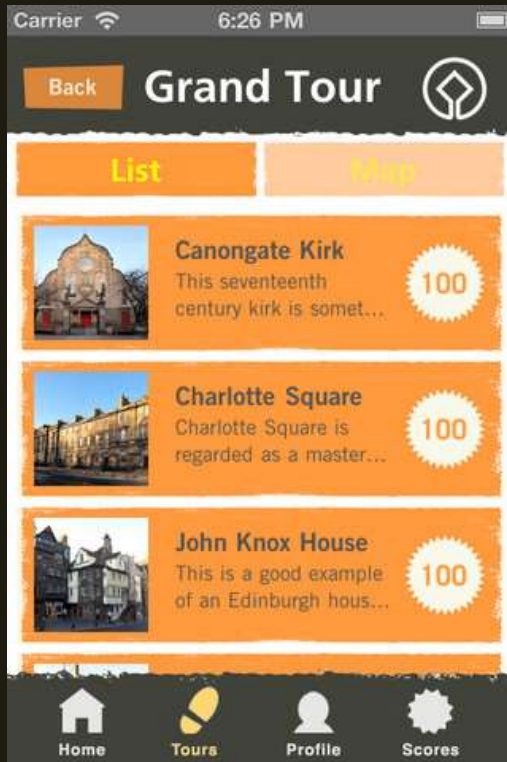 Carrier 6:26 PM
Back Grand Tour
List Map
Canongate Kirk
This seventeenth
century kirk is somet...
100
Charlotte Square
Charlotte Square is
regarded as a master...
100
John Knox House
This is a good example
of an Edinburgh hous...
100
Home Tours Profile Scores